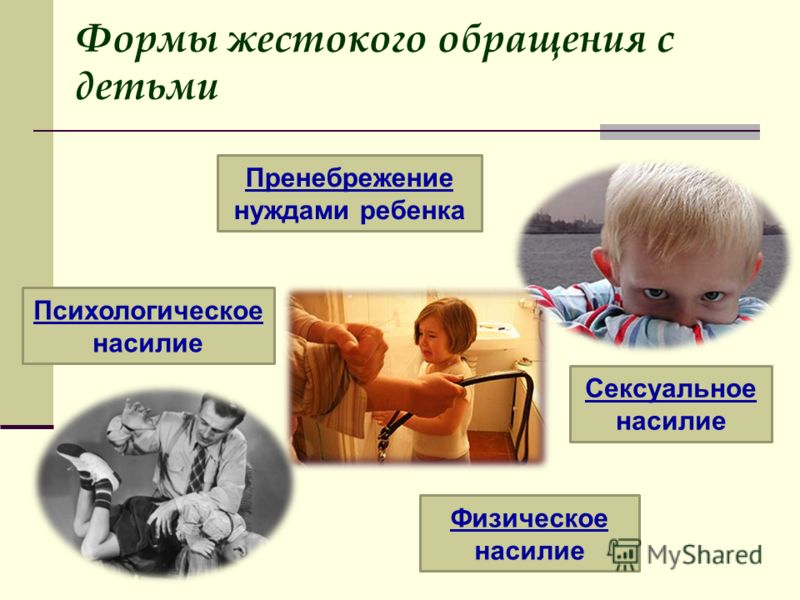 Формы жестокого обращения с
детьми
Пренебрежение
нуждами ребенка
Психологическое
насилие
Сексуальное
насилие
Физическое
насилие
MyShared